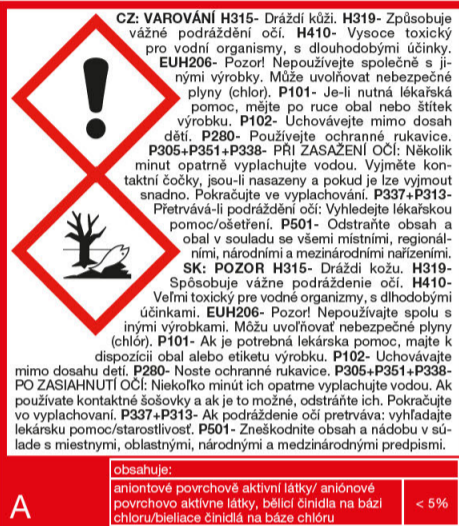 CZ: VAROVÁNÍ H315- Dráždí kůži. H319- Způsobuje
vážné podráždění očí. H410- Vysoce toxický
pro vodní organismy, s dlouhodobými účinky.
EUH206- Pozor! Nepoužívejte společně s ji-
nými výrobky. Může uvolňovat nebezpečné
plyny (chlor). P101- Je-li nutná lékařská
pomoc, mějte po ruce obal nebo štítek
výrobku. P102- Uchovávejte mimo dosah
dětí. P280- Používejte ochranné rukavice.
P305+P351+P338- PŘI ZASAŽENÍ OČÍ: Několik
minut opatrně vyplachujte vodou. Vyjměte kon-
taktní čočky, jsou-li nasazeny a pokud je lze vyjmout
snadno. Pokračujte ve vyplachování. P337+P313-
Přetrvává-li podráždění očí: Vyhledejte lékařskou
pomoc/ošetření. P501- Odstraňte obsah a
obal v souladu se všemi místními, regionál-
ními, národními a mezinárodními nařízeními.
SK: POZOR H315- Dráždi kožu. H319-
Spôsobuje vážne podráždenie očí. H410-
Veľmi toxický pre vodné organizmy, s dlhodobými
účinkami. EUH206- Pozor! Nepoužívajte spolu s
inými výrobkami. Môžu uvoľňovať nebezpečné plyny
(chlór). P101- Ak je potrebná lekárska pomoc, majte k
dispozícii obal alebo etiketu výrobku. P102- Uchovávajte
mimo dosahu detí. P280- Noste ochranné rukavice. P305+P351+P338-
PO ZASIAHNUTÍ OČÍ: Niekoľko minút ich opatrne vyplachujte vodou. Ak
používate kontaktné šošovky a ak je to možné, odstráňte ich. Pokračujte
vo vyplachovaní. P337+P313- Ak podráždenie očí pretrváva: vyhľadajte
lekársku pomoc/starostlivosť. P501- Zneškodnite obsah a nádobu v sú-
lade s miestnymi, oblastnými, národnými a medzinárodnými predpismi.
obsahuje:
aniontové povrchově aktivní látky/ aniónové
povrchovo aktívne látky, bělicí činidla na bázi
chloru/bieliace činidlá na báze chlóru
< 5%
A